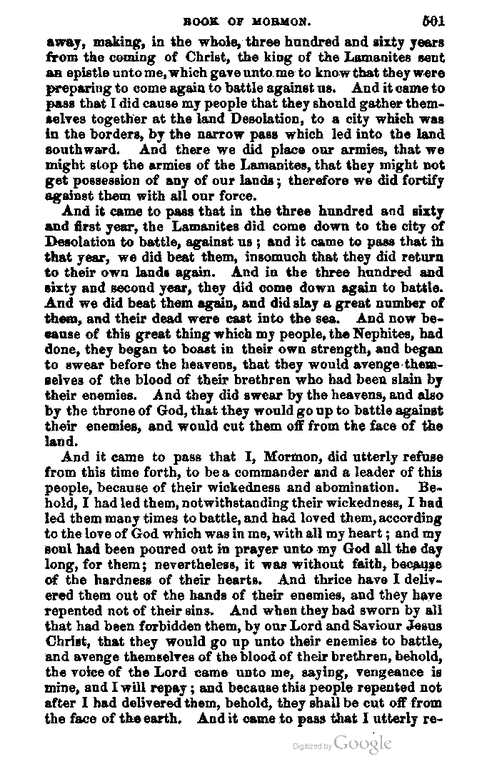 BOOK OF MORMON. 501
away, making, in the whole, three hundred and sixty years
from the coming of Christ, the king of the Lamanites sent
an epistle unto me, which gave unto me to know that they were
preparing to come again to battle against us. And it came to
pass that I did cause my people that they should gather them-
selves together at the land Desolation, to a city which was
in the borders, by the narrow pass which led into the land
southward. And there we did place our armies, that we
might stop the armies of the Lamanites, that they might not
get possession of any of our lands; therefore we did fortify
against them with all our force.
And it came to pass that in the three hundred and sixty
and first year, the Lamanites did come down to the city of
Desolation to battle, against us; and it came to pass that in
that year, we did beat them, insomuch that they did return
to their own lands again. And in the three hundred and
sixty and second year, they did come down again to battle.
And we did beat them again, and did slay a great number of
them, and their dead were cast into the sea. And now be-
cause of this great thing which my people, the Nephites, had
done, they began to boast in their own strength, and began
to swear before the heavens, that they would avenge them-
selves of the blood of their brethren who had been slain by
their enemies. And they did swear by the heavens, and also
by the throne of God, that they would go up to battle against
their enemies, and would cut them off from the face of the
land.
And it came to pass that I, Mormon, did utterly refuse
from this time forth, to be a commander and a leader of this
people, because of their wickedness and abomination. Be-
hold, I had led them, notwithstanding their wickedness, I had
led them many times to battle, and had loved them, according
to the love of God which was in me, with all my heart; and my
soul had been poured out in prayer unto my God all the day
long, for them; nevertheless, it was without faith, because
of the hardness of their hearts. And thrice have I deliv-
ered them out of the hands of their enemies, and they have
repented not of their sins. And when they had sworn by all
that had been forbidden them, by our Lord and Saviour Jesus
Christ, that they would go up unto their enemies to battle,
and avenge themselves of the blood of their brethren, behold,
the voice of the Lord came unto me, saying, vengeance is
mine, and I will repay; and because this people repented not
after I had delivered them, behold, they shall be cut off from
the face of the earth. And it came to pass that I utterly re-
Digitized by Google